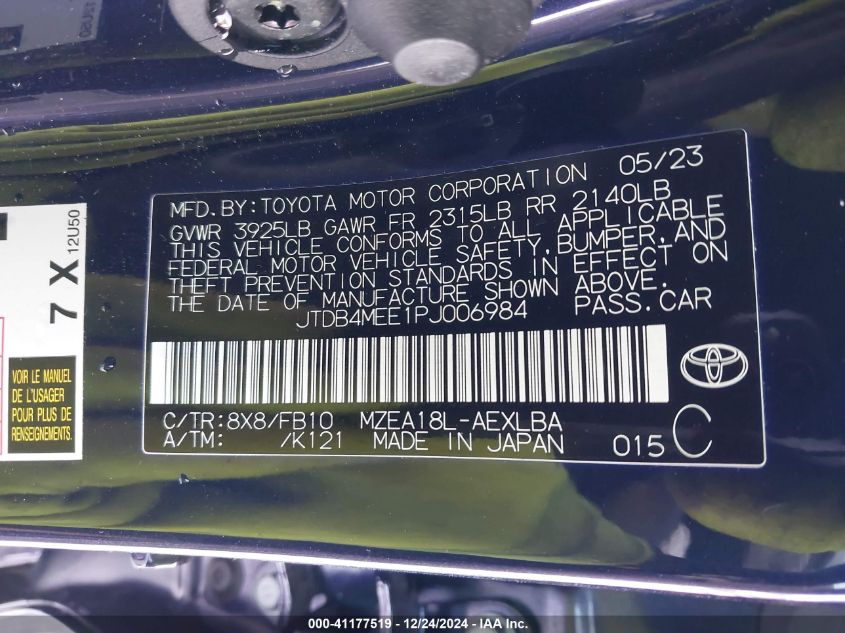 MFD. BY: TOYOTA MOTOR CORPORATION 05/23
GVWR 3925LB GAWR FR 2315LB RR 2140LB
THIS VEHICLE CONFORMS TO ALL APPLICABLE
FEDERAL MOTOR VEHICLE SAFETY, BUMPER, AND
THEFT PREVENTION STANDARDS IN EFFECT ON
THE DATE OF MANUFACTURE SHOWN ABOVE.
JTDB4MEE1PJ006984 PASS. CAR
C/TR: 8X8/FB10 MZEA18L-AEXLBA
A/TM: /K121 MADE IN JAPAN 015 C
7 X
12U50
VOIR LE MANUEL
DE L'USAGER
POUR PLUS DE
RENSEIGNEMENTS
000-41177519 - 12/24/2024 - IAAI, Inc.